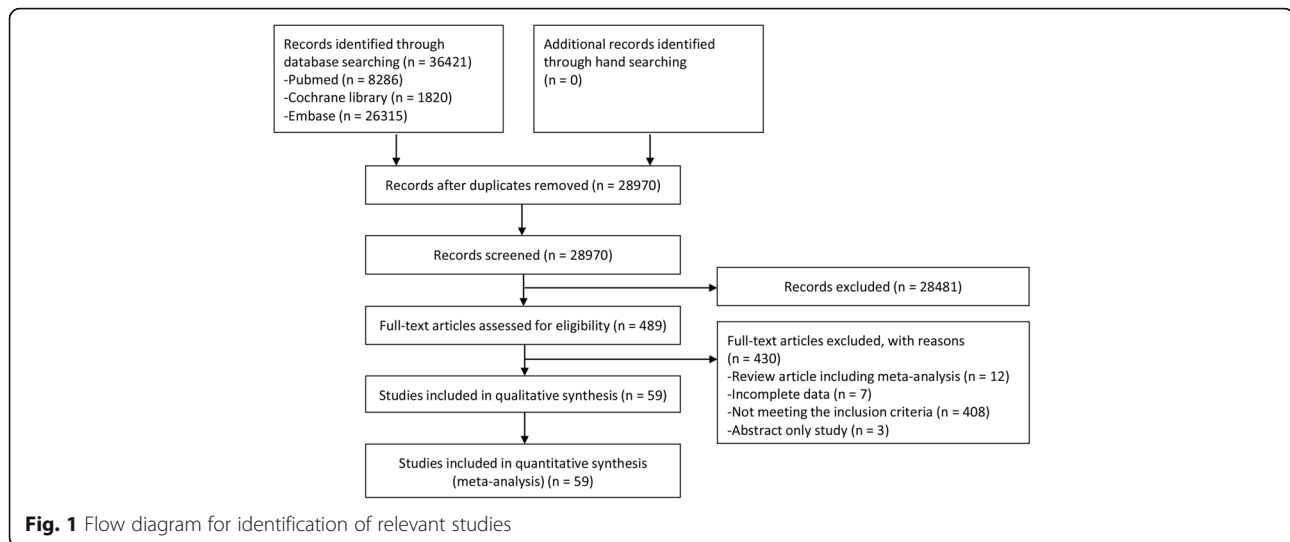 Records identified through
database searching (n = 36421)
-Pubmed (n = 8286)
-Cochrane library (n = 1820)
-Embase (n = 26315)
Additional records identified
through hand searching
(n = 0)
Records after duplicates removed (n = 28970)
Records screened (n = 28970)
Records excluded (n = 28481)
Full-text articles assessed for eligibility (n = 489)
Full-text articles excluded, with reasons
(n = 430)
-Review article including meta-analysis (n = 12)
-Incomplete data (n = 7)
-Not meeting the inclusion criteria (n = 408)
-Abstract only study (n = 3)
Studies included in qualitative synthesis (n = 59)
Studies included in quantitative synthesis
(meta-analysis) (n = 59)
Fig. 1 Flow diagram for identification of relevant studies